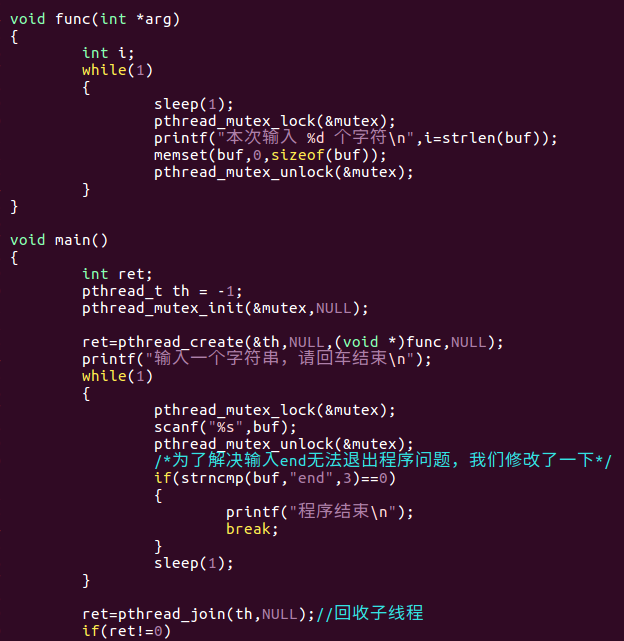 void func(int *arg)
{
        int i;
        while(1)
        {
                sleep(1);
                pthread_mutex_lock(&mutex);
                printf("本次输入 %d 个字符\n",i=strlen(buf));
                memset(buf,0,sizeof(buf));
                pthread_mutex_unlock(&mutex);
        }
}

void main()
{
        int ret;
        pthread_t th = -1;
        pthread_mutex_init(&mutex,NULL);

        ret=pthread_create(&th,NULL,(void *)func,NULL);
        printf("输入一个字符串，请回车结束\n");
        while(1)
        {
                pthread_mutex_lock(&mutex);
                scanf("%s",buf);
                pthread_mutex_unlock(&mutex);
                /*为了解决输入end无法退出程序问题，我们修改了一下*/
                if(strncmp(buf,"end",3)==0)
                {
                        printf("程序结束\n");
                        break;
                }
                sleep(1);
        }

        ret=pthread_join(th,NULL);//回收子线程
        if(ret!=0)